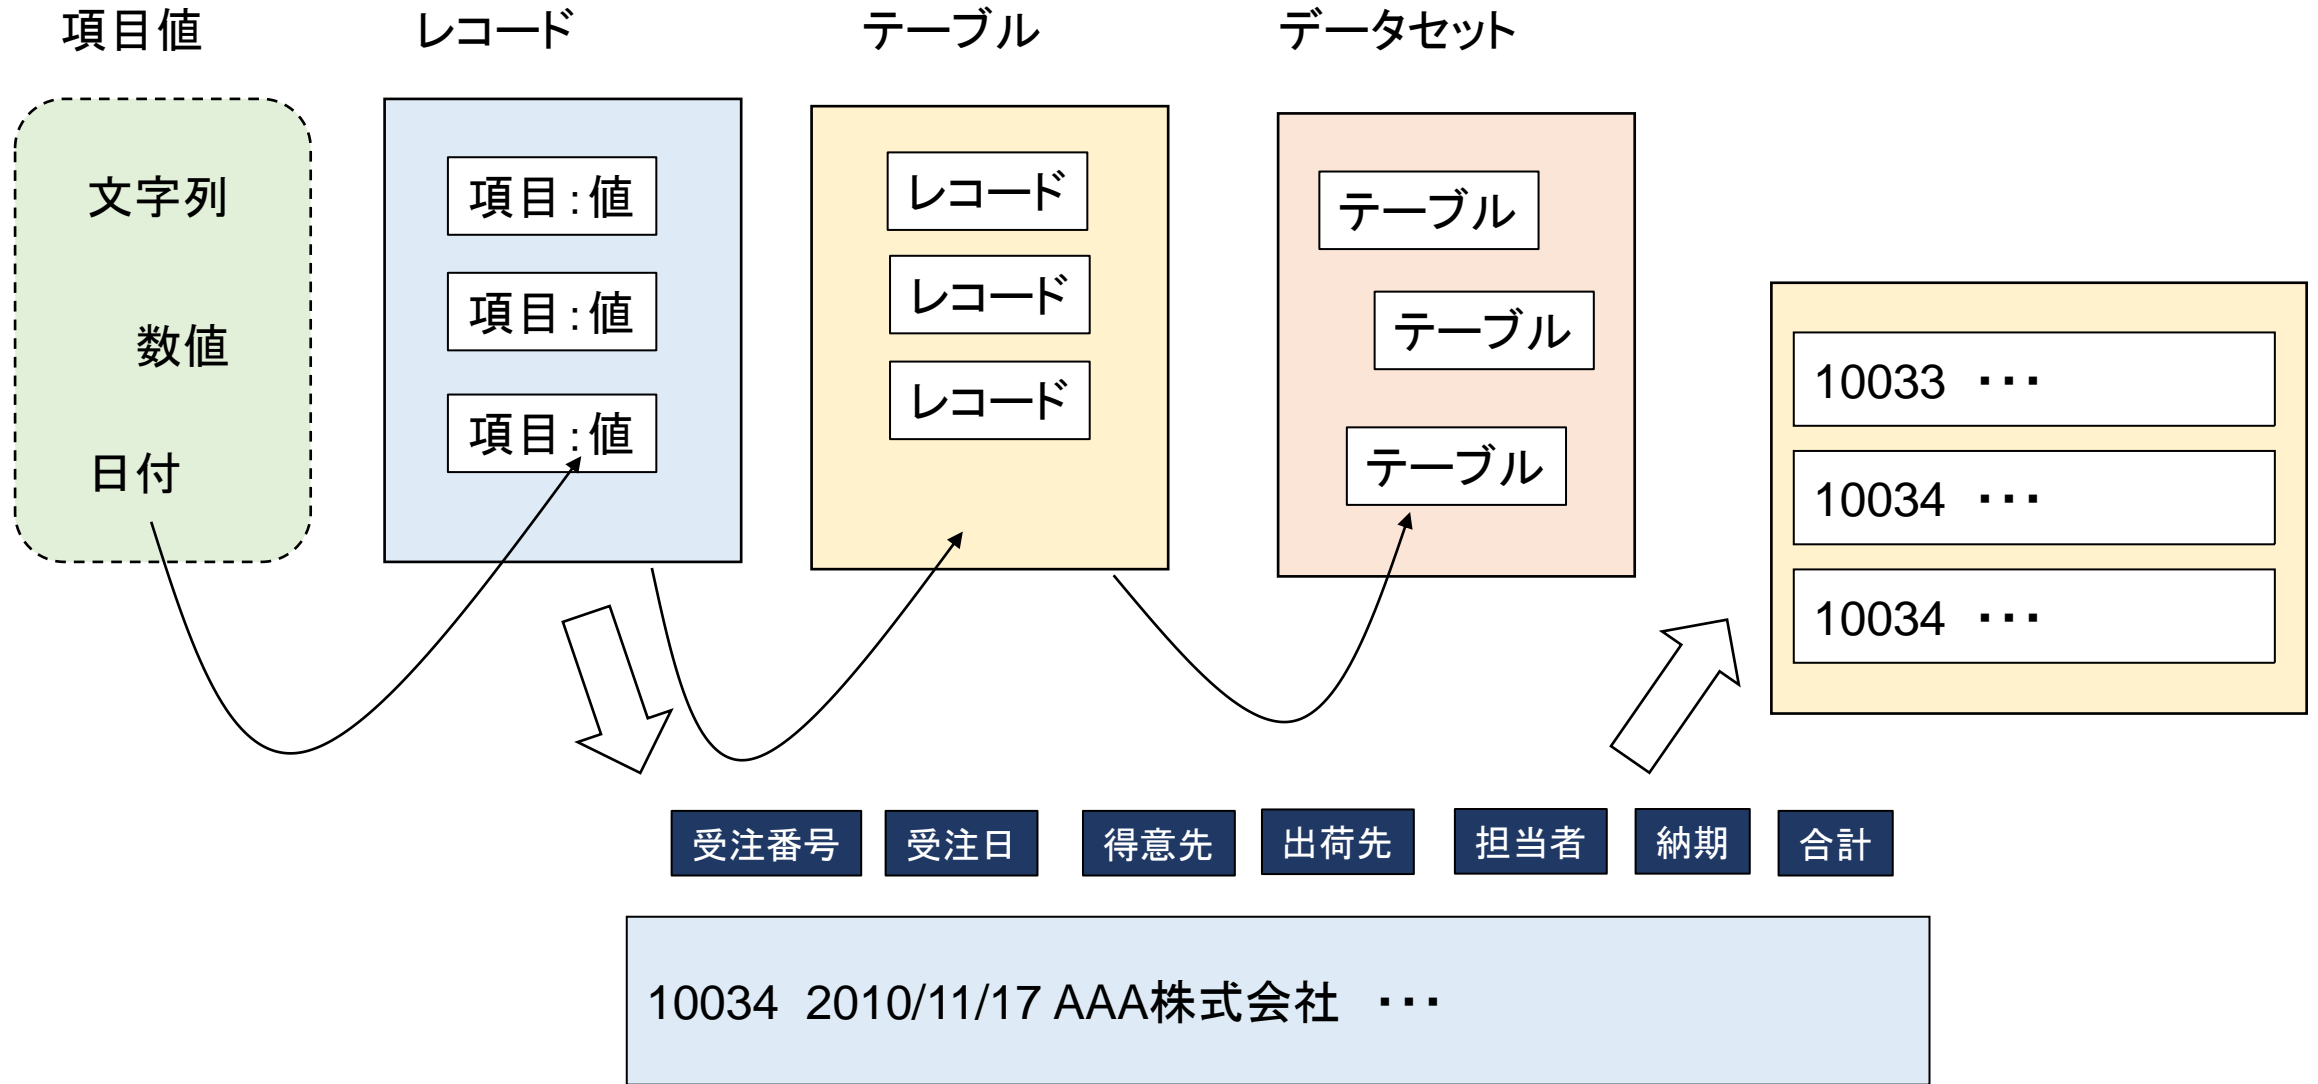 項目値
レコード
テーブル
データセット
文字列
数値
日付
項目:値
項目:値
項目:値
レコード
レコード
レコード
テーブル
テーブル
テーブル
10033 ・・・
10034 ・・・
10034 ・・・
受注番号
受注日
得意先
出荷先
担当者
納期
合計
10034 2010/11/17 AAA株式会社 ・・・